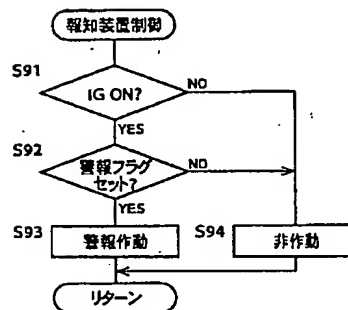 報知装置制御
S91
IG ON?
NO
YES
S92
警報フラグ
セット?
NO
YES
S93
警報作動
S94
非作動
リターン